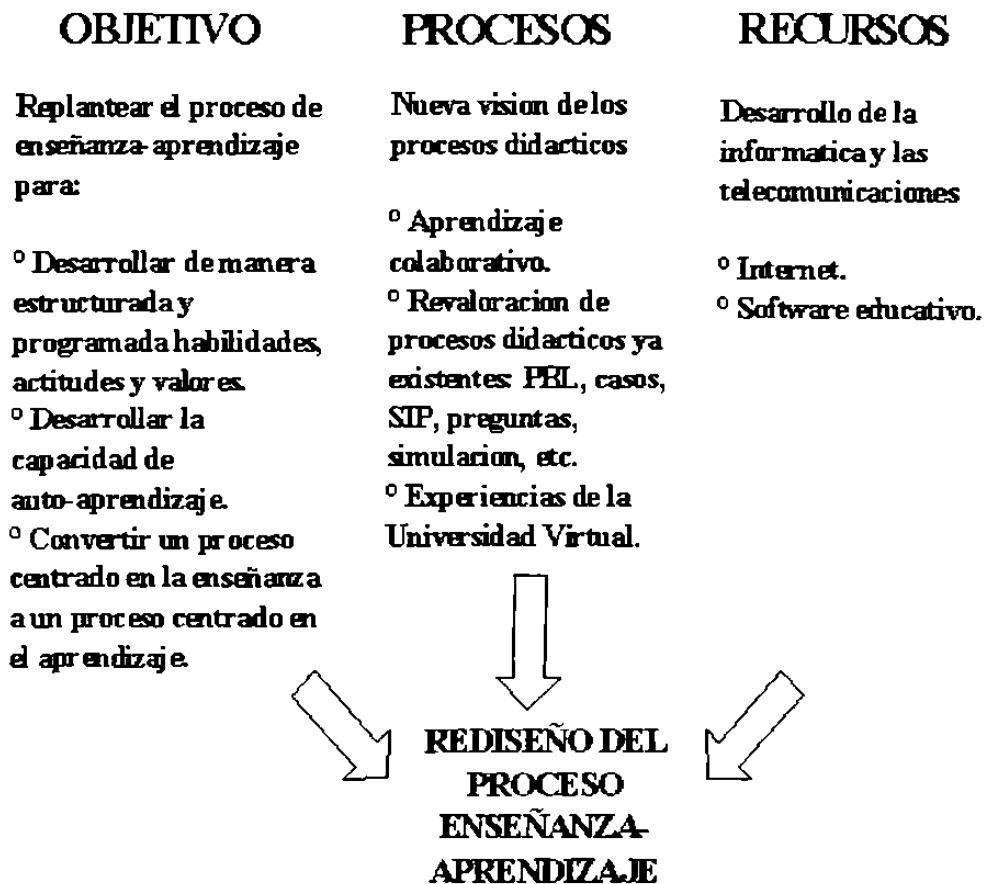 OBJETIVO
Replantear el proceso de
enseñanza-aprendizaje
para:
º Desarrollar de manera
estructurada y
programada habilidades,
actitudes y valores.
º Desarrollar la
capacidad de
auto-aprendizaje.
º Convertir un proceso
centrado en la enseñanza
a un proceso centrado en
el aprendizaje.
PROCESOS
Nueva vision de los
procesos didacticos
º Aprendizaje
colaborativo.
º Revaloracion de
procesos didacticos ya
existentes: PBL, casos,
SIP, preguntas,
simulacion, etc.
º Experiencias de la
Universidad Virtual.
RECURSOS
Desarrollo de la
informatica y las
telecomunicaciones
º Internet.
º Software educativo.
REDISEÑO DEL
PROCESO
ENSEÑANZA-
APRENDIZAJE